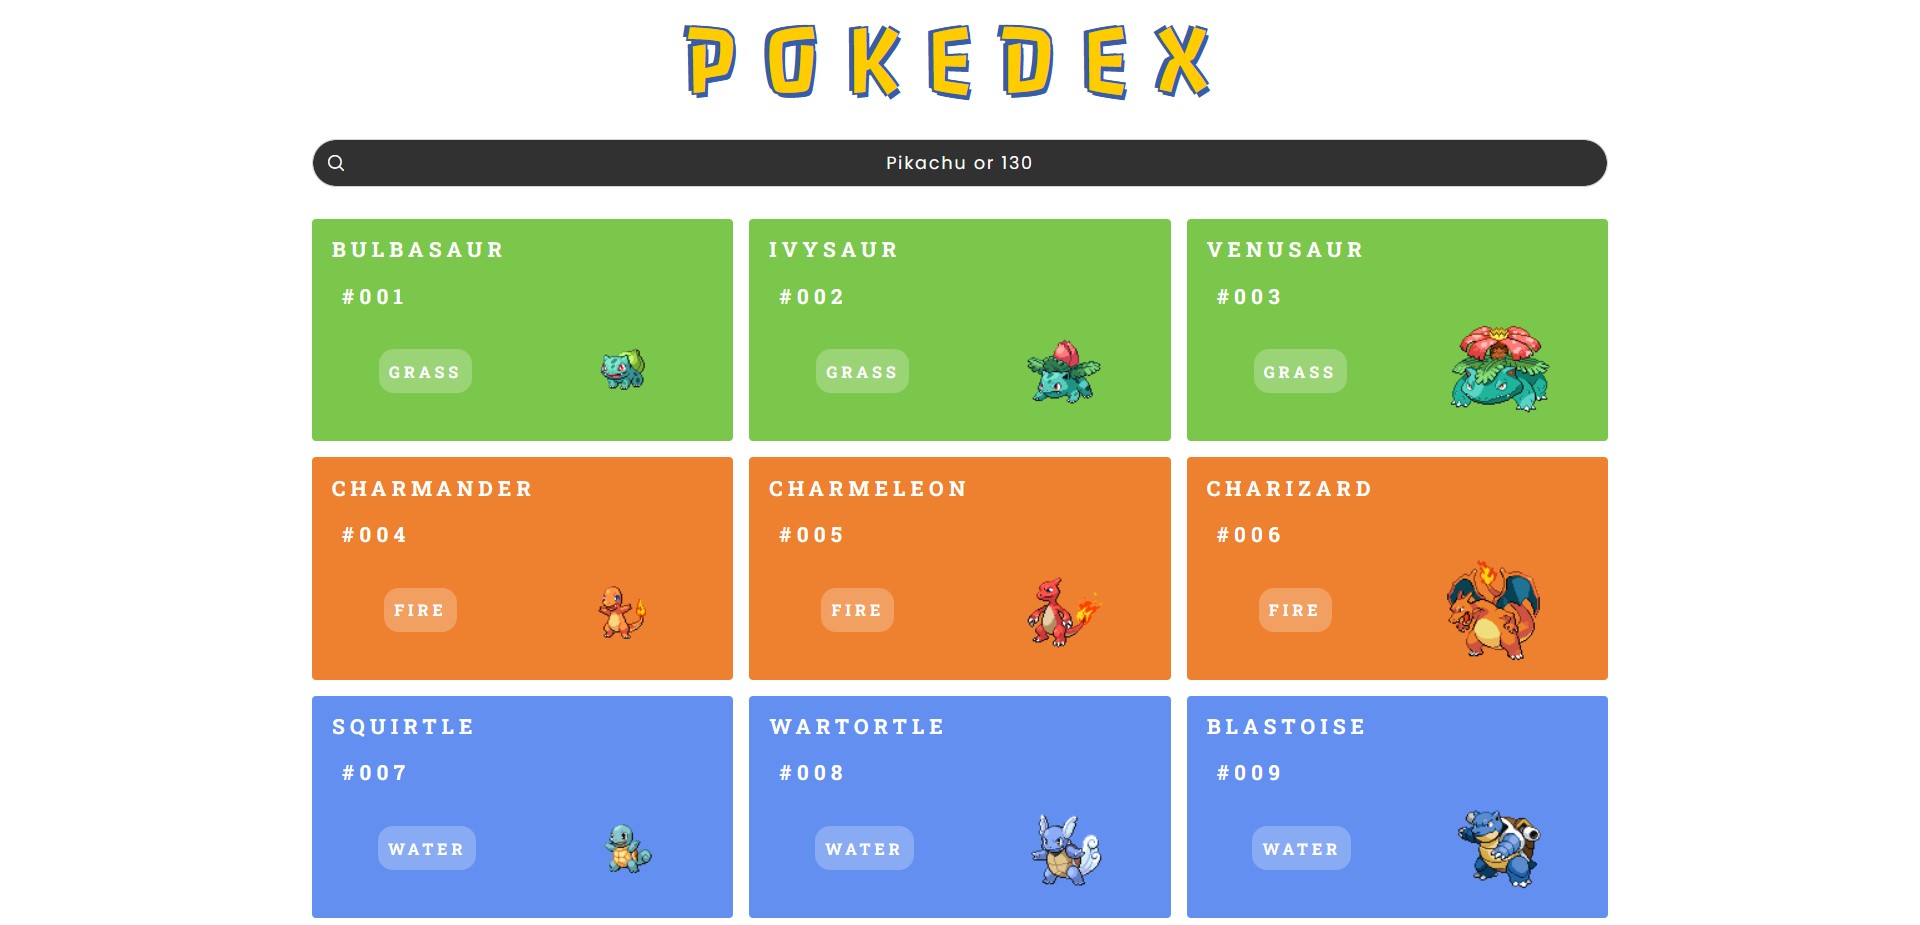 POKEDEX
Pikachu or 130
BULBASAUR
#001
GRASS
IVYSAUR
#002
GRASS
VENUSAUR
#003
GRASS
CHARMANDER
#004
FIRE
CHARMELEON
#005
FIRE
CHARIZARD
#006
FIRE
SQUIRTLE
#007
WATER
WARTORTLE
#008
WATER
BLASTOISE
#009
WATER